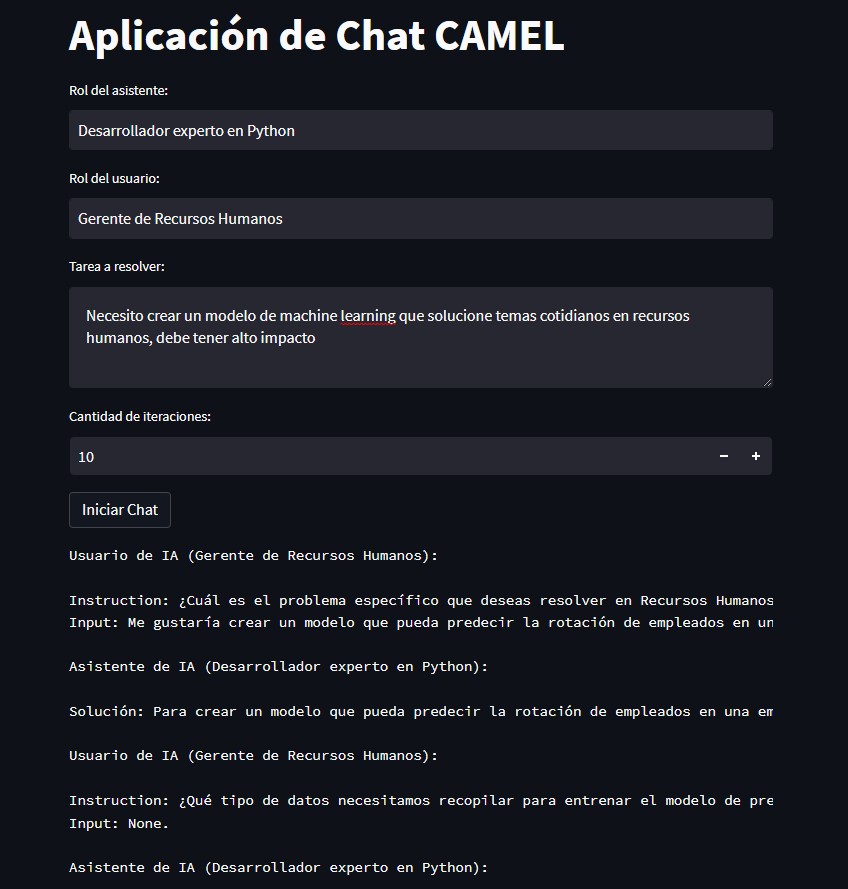 Aplicación de Chat CAMEL
Rol del asistente:
Desarrollador experto en Python
Rol del usuario:
Gerente de Recursos Humanos
Tarea a resolver:
Necesito crear un modelo de machine learning que solucione temas cotidianos en recursos
humanos, debe tener alto impacto
Cantidad de iteraciones:
10 − +
Iniciar Chat
Usuario de IA (Gerente de Recursos Humanos):
Instruction: ¿Cuál es el problema específico que deseas resolver en Recursos Humanos
Input: Me gustaría crear un modelo que pueda predecir la rotación de empleados en un
Asistente de IA (Desarrollador experto en Python):
Solución: Para crear un modelo que pueda predecir la rotación de empleados en una em
Usuario de IA (Gerente de Recursos Humanos):
Instruction: ¿Qué tipo de datos necesitamos recopilar para entrenar el modelo de pre
Input: None.
Asistente de IA (Desarrollador experto en Python):